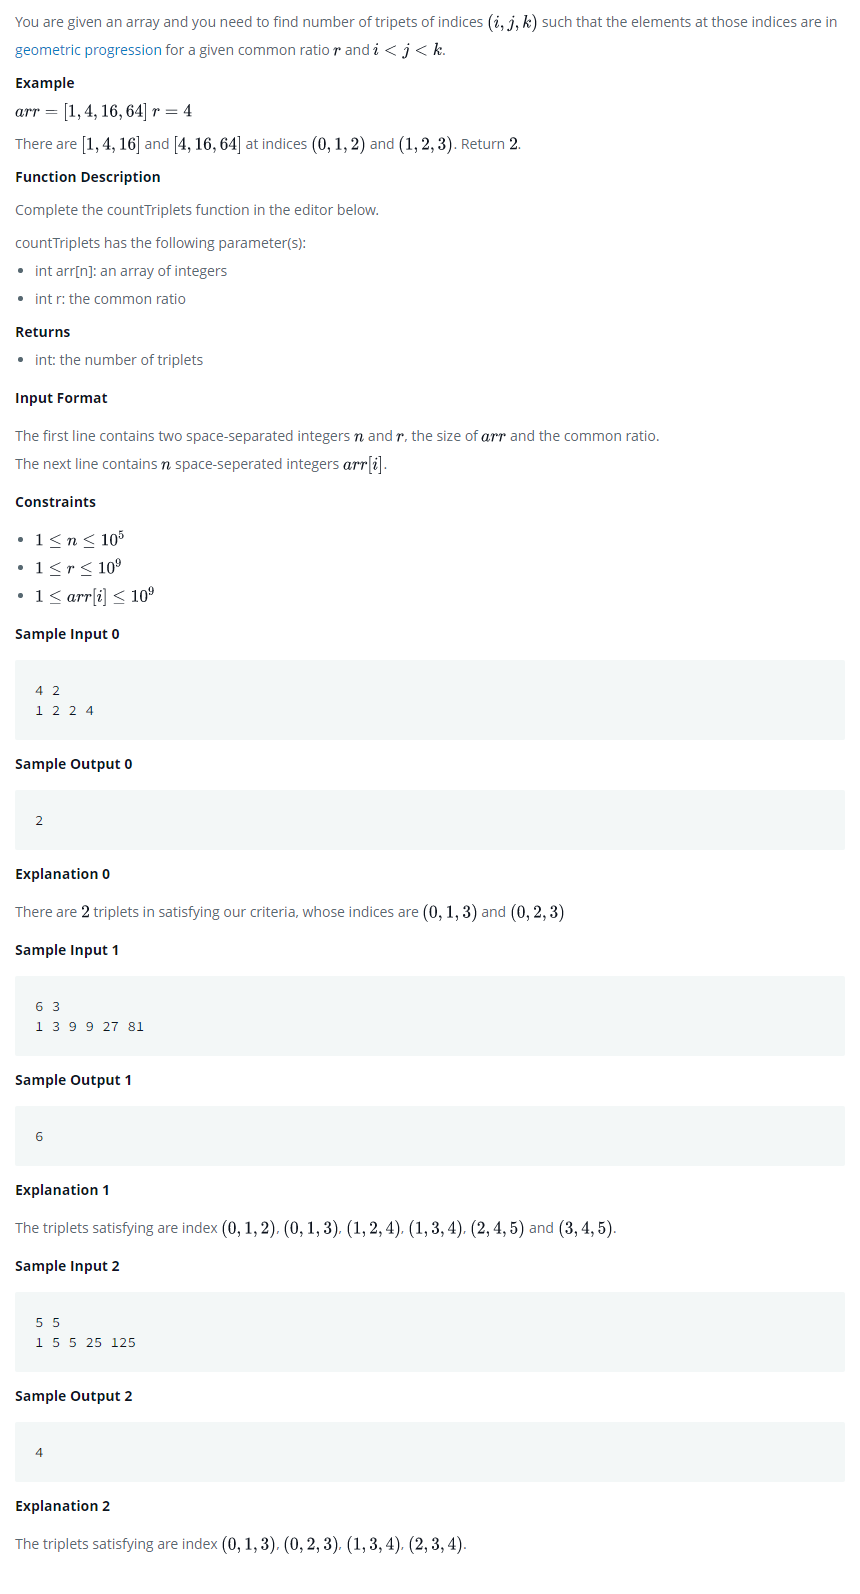 You are given an array and you need to find number of tripets of indices (i, j, k) such that the elements at those indices are in
geometric progression for a given common ratio r and i < j < k.
Example
arr = [1, 4, 16, 64] r = 4
There are [1, 4, 16] and [4, 16, 64] at indices (0, 1, 2) and (1, 2, 3). Return 2.
Function Description
Complete the countTriplets function in the editor below.
countTriplets has the following parameter(s):
• int arr[n]: an array of integers
• int r: the common ratio
Returns
• int: the number of triplets
Input Format
The first line contains two space-separated integers n and r, the size of arr and the common ratio.
The next line contains n space-seperated integers arr[i].
Constraints
• 1 ≤ n ≤ 10⁵
• 1 ≤ r ≤ 10⁹
• 1 ≤ arr[i] ≤ 10⁹
Sample Input 0
4 2
1 2 2 4
Sample Output 0
2
Explanation 0
There are 2 triplets in satisfying our criteria, whose indices are (0, 1, 3) and (0, 2, 3)
Sample Input 1
6 3
1 3 9 9 27 81
Sample Output 1
6
Explanation 1
The triplets satisfying are index (0, 1, 2), (0, 1, 3), (1, 2, 4), (1, 3, 4), (2, 4, 5) and (3, 4, 5).
Sample Input 2
5 5
1 5 5 25 125
Sample Output 2
4
Explanation 2
The triplets satisfying are index (0, 1, 3), (0, 2, 3), (1, 3, 4), (2, 3, 4).